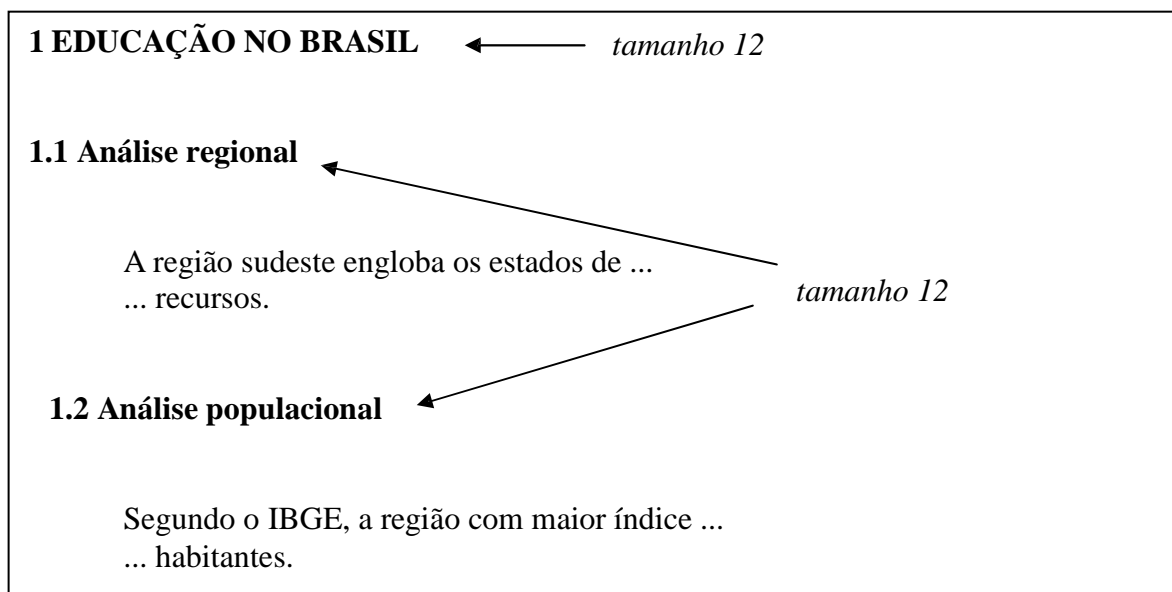 1 EDUCAÇÃO NO BRASIL tamanho 12
1.1 Análise regional
A região sudeste engloba os estados de ...
... recursos.
tamanho 12
1.2 Análise populacional
Segundo o IBGE, a região com maior índice ...
... habitantes.